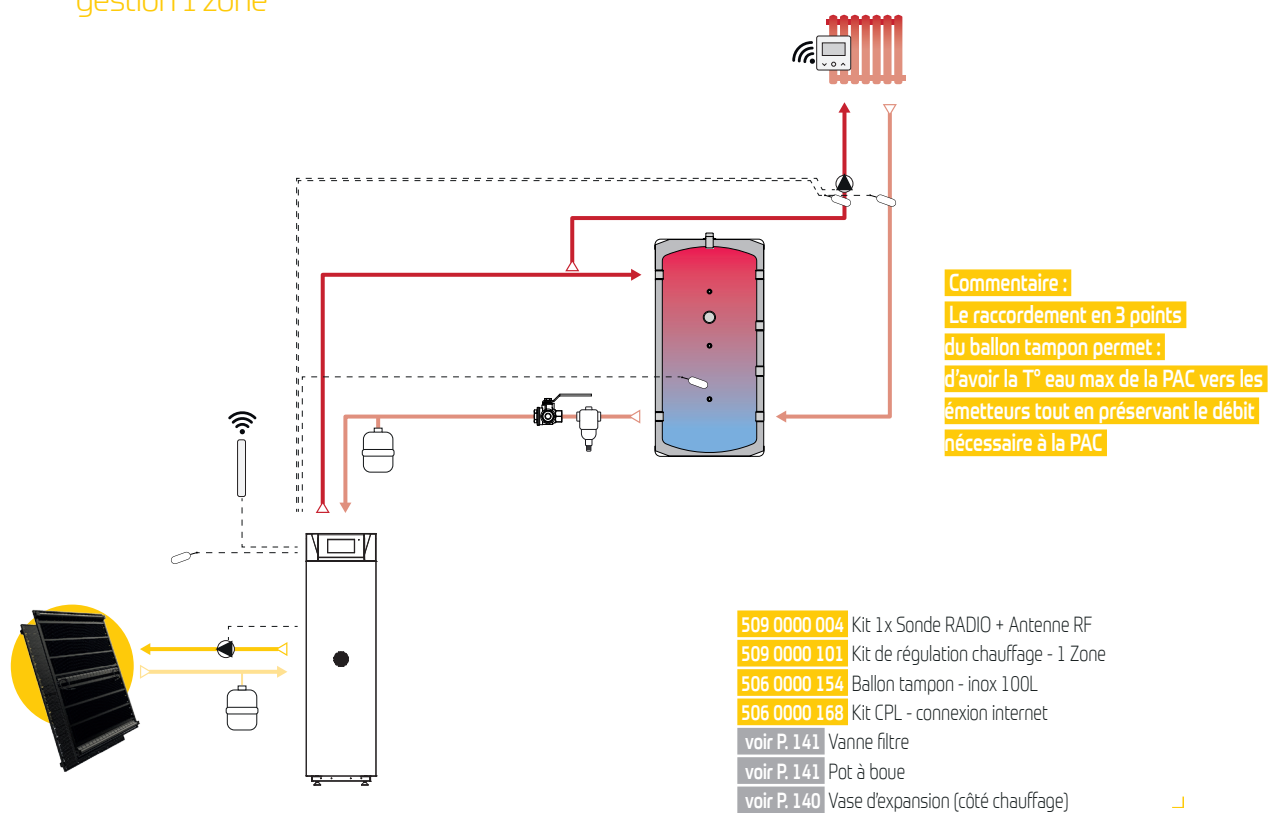 gestion 1 zone
Commentaire :
Le raccordement en 3 points
du ballon tampon permet :
d'avoir la T° eau max de la PAC vers les
émetteurs tout en préservant le débit
nécessaire à la PAC
509 0000 004 Kit 1x Sonde RADIO + Antenne RF
509 0000 101 Kit de régulation chauffage - 1 Zone
506 0000 154 Ballon tampon - inox 100L
506 0000 168 Kit CPL - connexion internet
voir P. 141 Vanne filtre
voir P. 141 Pot à boue
voir P. 140 Vase d'expansion (côté chauffage)